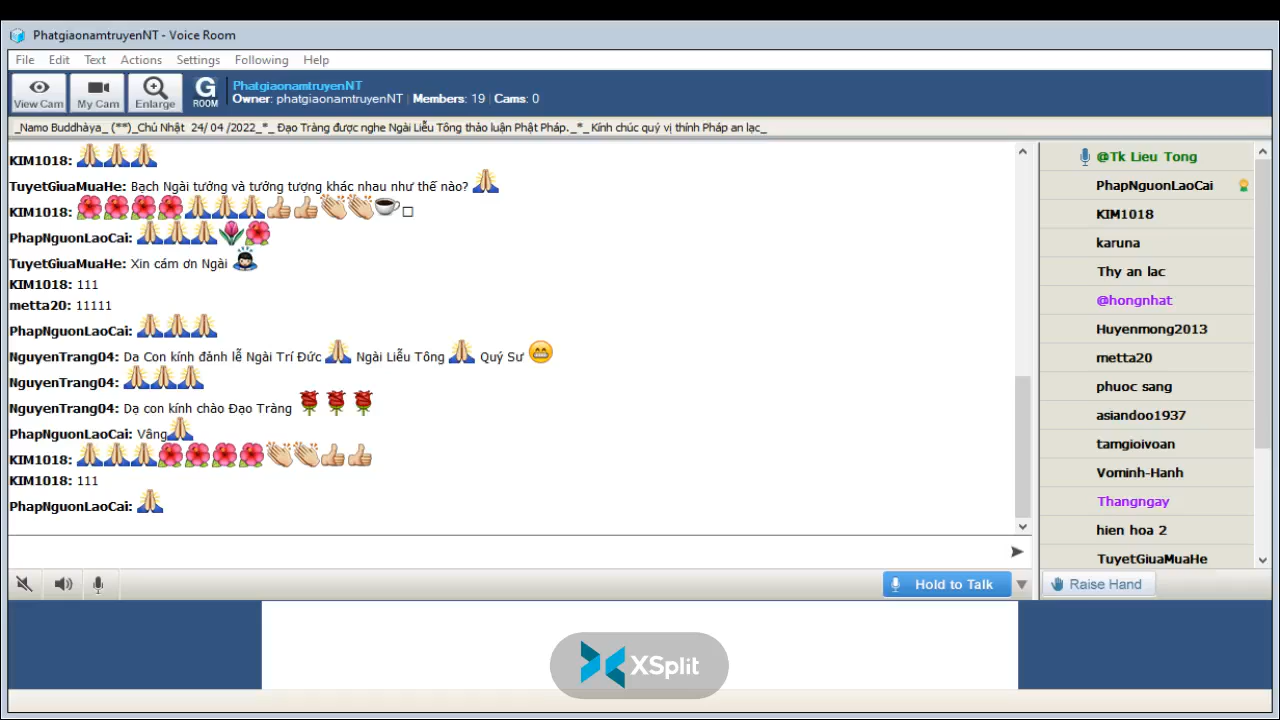 PhatgiaonamtruyenNT - Voice Room
File Edit Text Actions Settings Following Help
View Cam My Cam Enlarge G ROOM
PhatgiaonamtruyenNT
Owner: phatgiaonamtruyenNT Members: 19 Cams: 0
_Namo Buddhàya_ (**)_Chủ Nhật 24/ 04 /2022_*_ Đạo Tràng được nghe Ngài Liễu Tông thảo luận Phật Pháp._*_ Kính chúc quý vị thính Pháp an lạc_
KIM1018: 🙏🙏🙏
TuyetGiuaMuaHe: Bạch Ngài tưởng và tưởng tượng khác nhau như thế nào? 🙏
KIM1018: 🌺🌺🌺🌺🙏🙏🙏👍👍👏👏☕□
PhapNguonLaoCai: 🙏🙏🙏🌷🌺
TuyetGiuaMuaHe: Xin cám ơn Ngài 🙇
KIM1018: 111
metta20: 11111
PhapNguonLaoCai: 🙏🙏🙏
NguyenTrang04: Dạ Con kính đảnh lễ Ngài Trí Đức 🙏 Ngài Liễu Tông 🙏 Quý Sư 😁
NguyenTrang04: 🙏🙏🙏
NguyenTrang04: Dạ con kính chào Đạo Tràng 🌹🌹🌹
PhapNguonLaoCai: Vâng🙏
KIM1018: 🙏🙏🙏🌺🌺🌺🌺👏👏👍👍
KIM1018: 111
PhapNguonLaoCai: 🙏
@Tk Lieu Tong
PhapNguonLaoCai
KIM1018
karuna
Thy an lac
@hongnhat
Huyenmong2013
metta20
phuoc sang
asiandoo1937
tamgioivoan
Vominh-Hanh
Thangngay
hien hoa 2
TuyetGiuaMuaHe
Hold to Talk
Raise Hand
XSplit